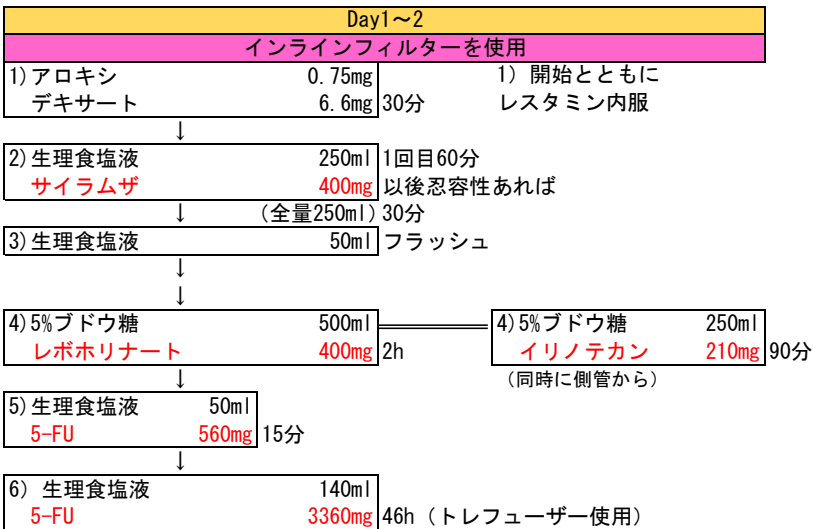 Day1～2
インラインフィルターを使用
1)アロキシ 0.75mg 1) 開始とともに
デキサート 6.6mg 30分 レスタミン内服
↓
2)生理食塩液 250ml 1回目60分
サイラムザ 400mg 以後忍容性あれば
↓ (全量250ml) 30分
3)生理食塩液 50ml フラッシュ
↓
↓
4)5%ブドウ糖 500ml 4)5%ブドウ糖 250ml
レボホリナート 400mg 2h イリノテカン 210mg 90分
↓ (同時に側管から)
5)生理食塩液 50ml
5-FU 560mg 15分
↓
6) 生理食塩液 140ml
5-FU 3360mg 46h (トレフューザー使用)